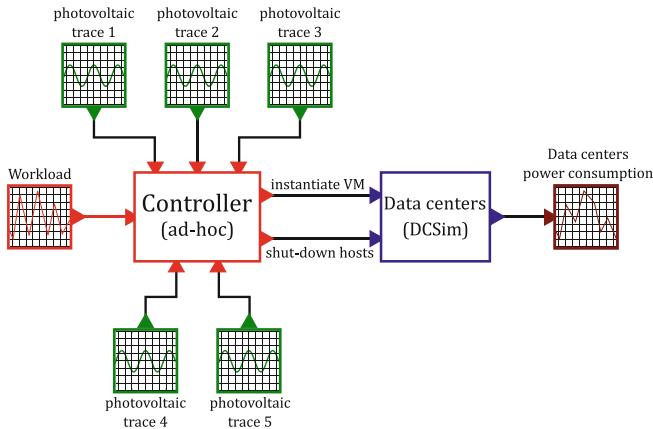 photovoltaic
trace 1
photovoltaic
trace 2
photovoltaic
trace 3
Workload
Controller
(ad-hoc)
instantiate VM
shut-down hosts
Data centers
(DCSim)
Data centers
power consumption
photovoltaic
trace 4
photovoltaic
trace 5